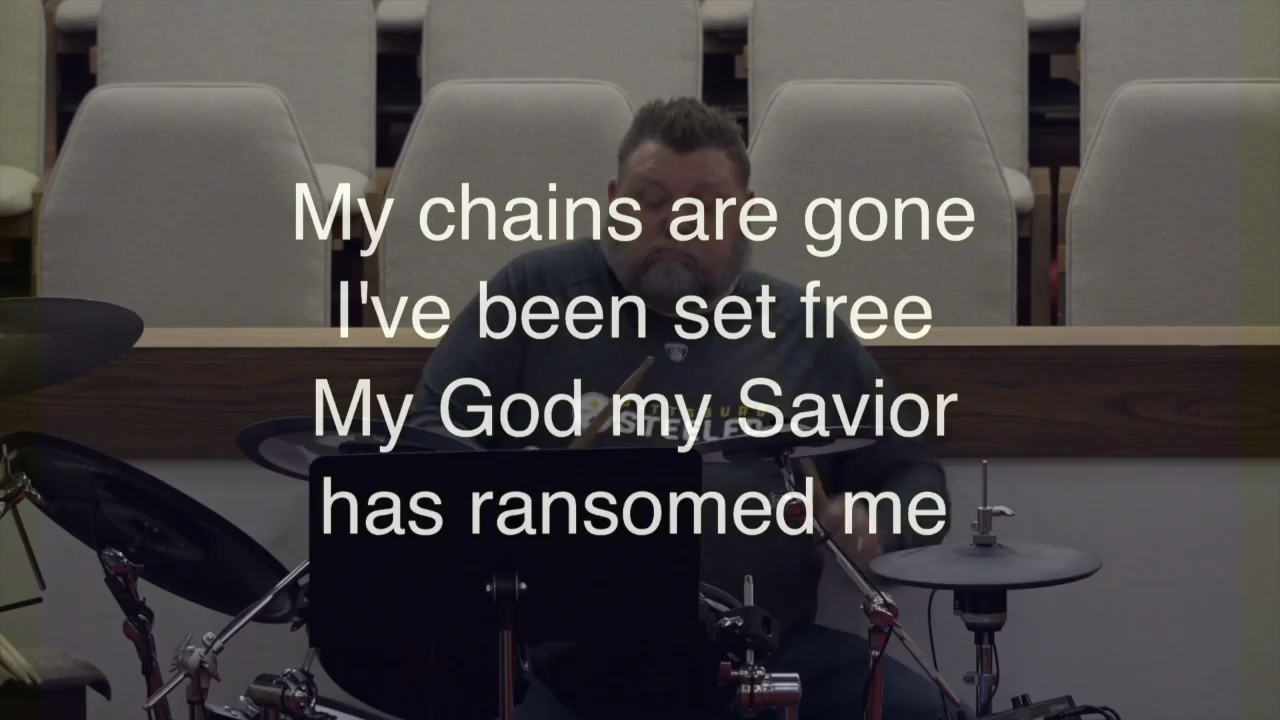 My chains are gone
I've been set free
My God my Savior
has ransomed me